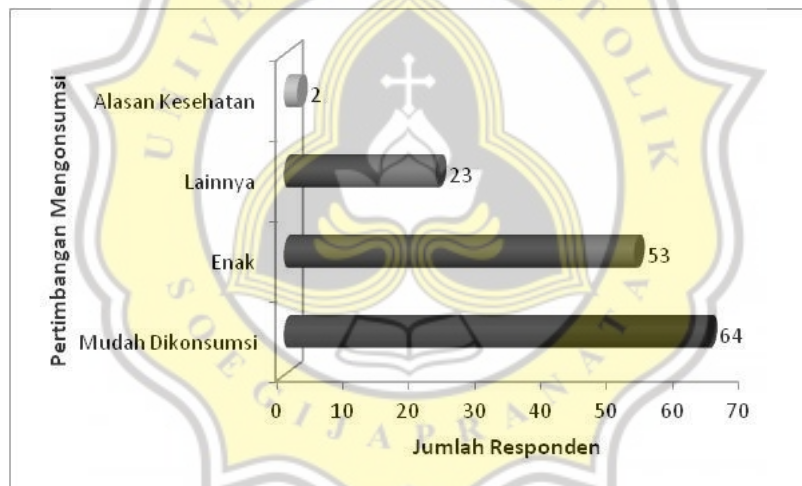 Pertimbangan Mengonsumsi
Alasan Kesehatan
2
Lainnya
23
Enak
53
Mudah Dikonsumsi
64
0 10 20 30 40 50 60 70
Jumlah Responden
SOEGIJAPRANATA